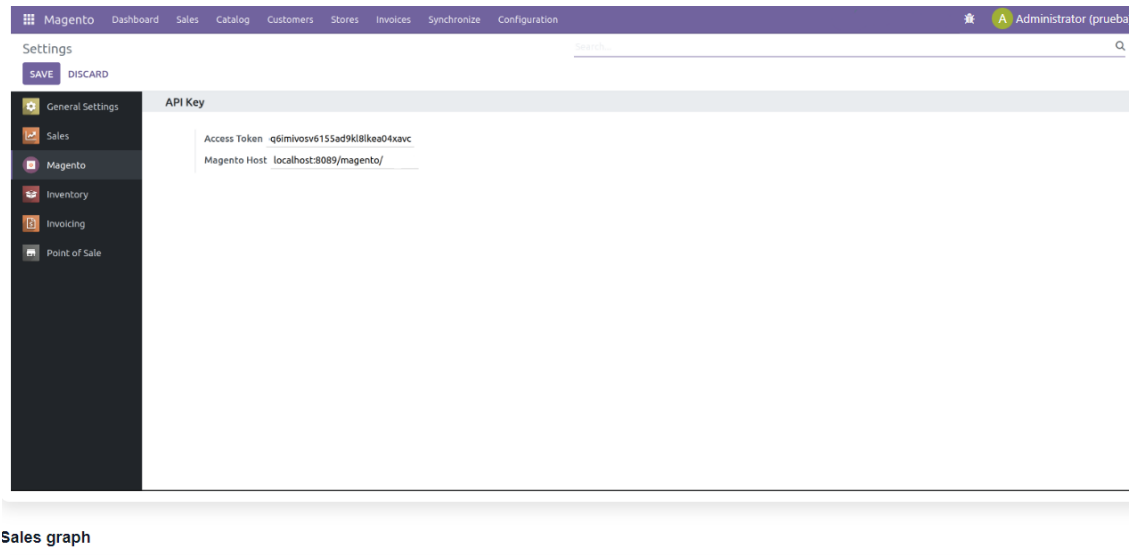 Magento Dashboard Sales Catalog Customers Stores Invoices Synchronize Configuration A Administrator (prueba
Settings Search...
SAVE DISCARD
General Settings
API Key
Sales
Access Token q6imivosv6155ad9kl8lkea04xavc
Magento
Magento Host localhost:8089/magento/
Inventory
Invoicing
Point of Sale
Sales graph